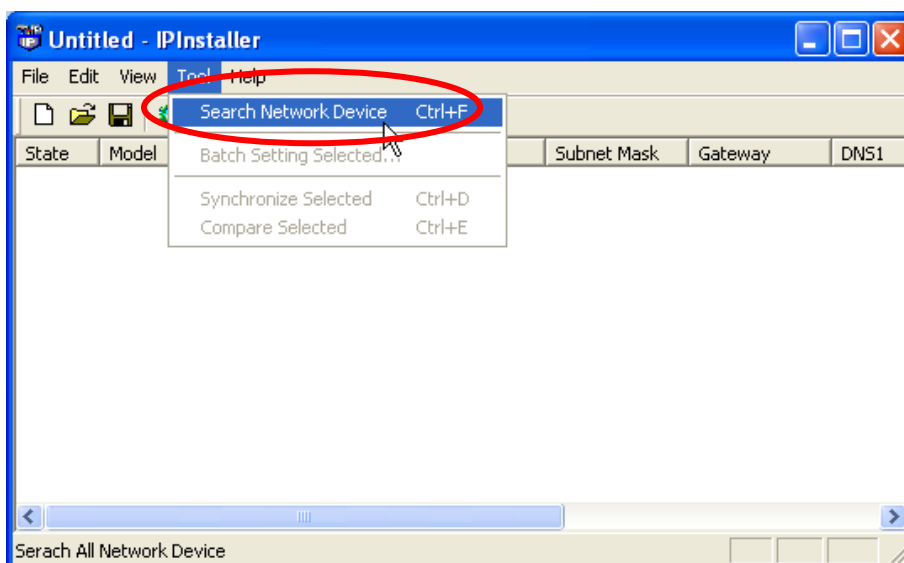 Untitled - IPInstaller
File Edit View Tool Help
Search Network Device Ctrl+F
State Model Subnet Mask Gateway DNS1
Batch Setting Selected...
Synchronize Selected Ctrl+D
Compare Selected Ctrl+E
Serach All Network Device